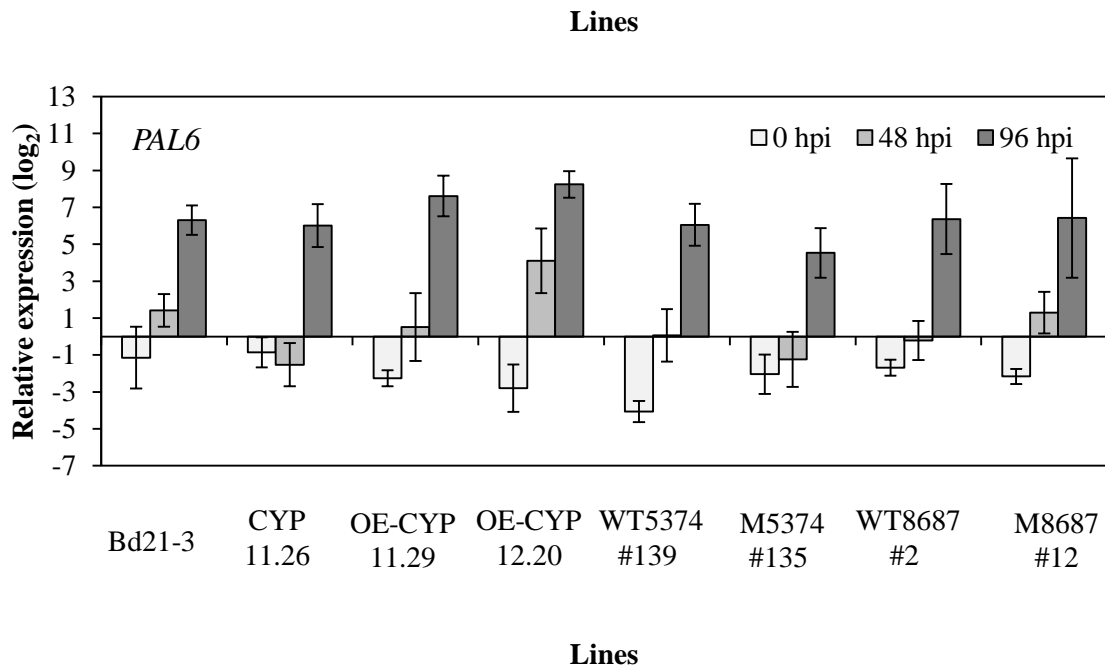 Lines
Relative expression (log₂)
13
11
9
7
5
3
1
-1
-3
-5
-7
PAL6
0 hpi 48 hpi 96 hpi
Bd21-3
CYP
11.26
OE-CYP
11.29
OE-CYP
12.20
WT5374
#139
M5374
#135
WT8687
#2
M8687
#12
Lines